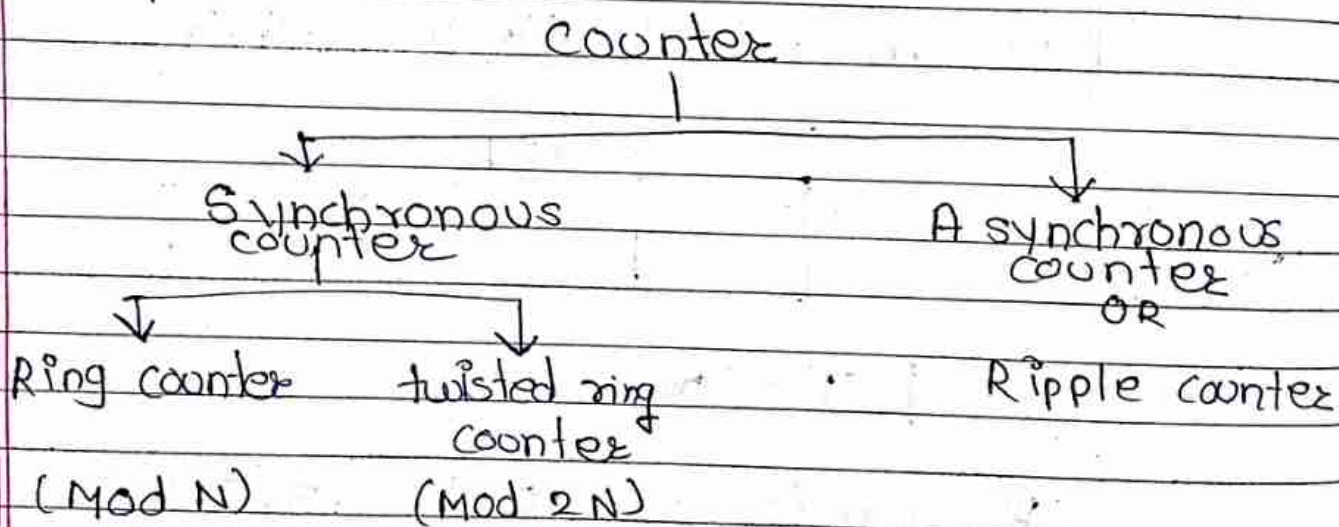 Counter
Synchronous
counter
A synchronous
counter
OR
Ring counter
twisted ring
counter
Ripple counter
(Mod N)
(Mod 2N)